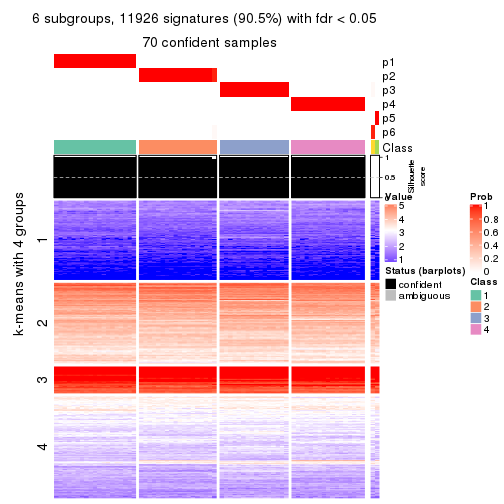 6 subgroups, 11926 signatures (90.5%) with fdr < 0.05
70 confident samples
p1
p2
p3
p4
p5
p6
Class
1
0.5
0
Silhouette
score
k-means with 4 groups
1
2
3
4
Value
5
4
3
2
1
Status (barplots)
confident
ambiguous
Prob
1
0.8
0.6
0.4
0.2
0
Class
1
2
3
4